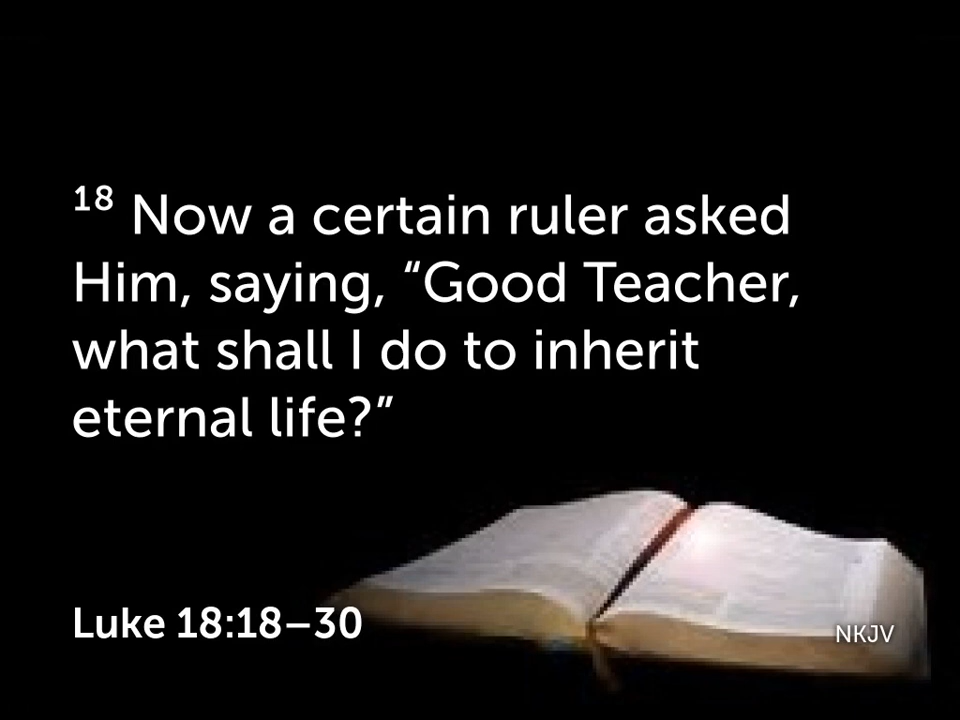 18 Now a certain ruler asked
Him, saying, “Good Teacher,
what shall I do to inherit
eternal life?”
Luke 18:18–30
NKJV